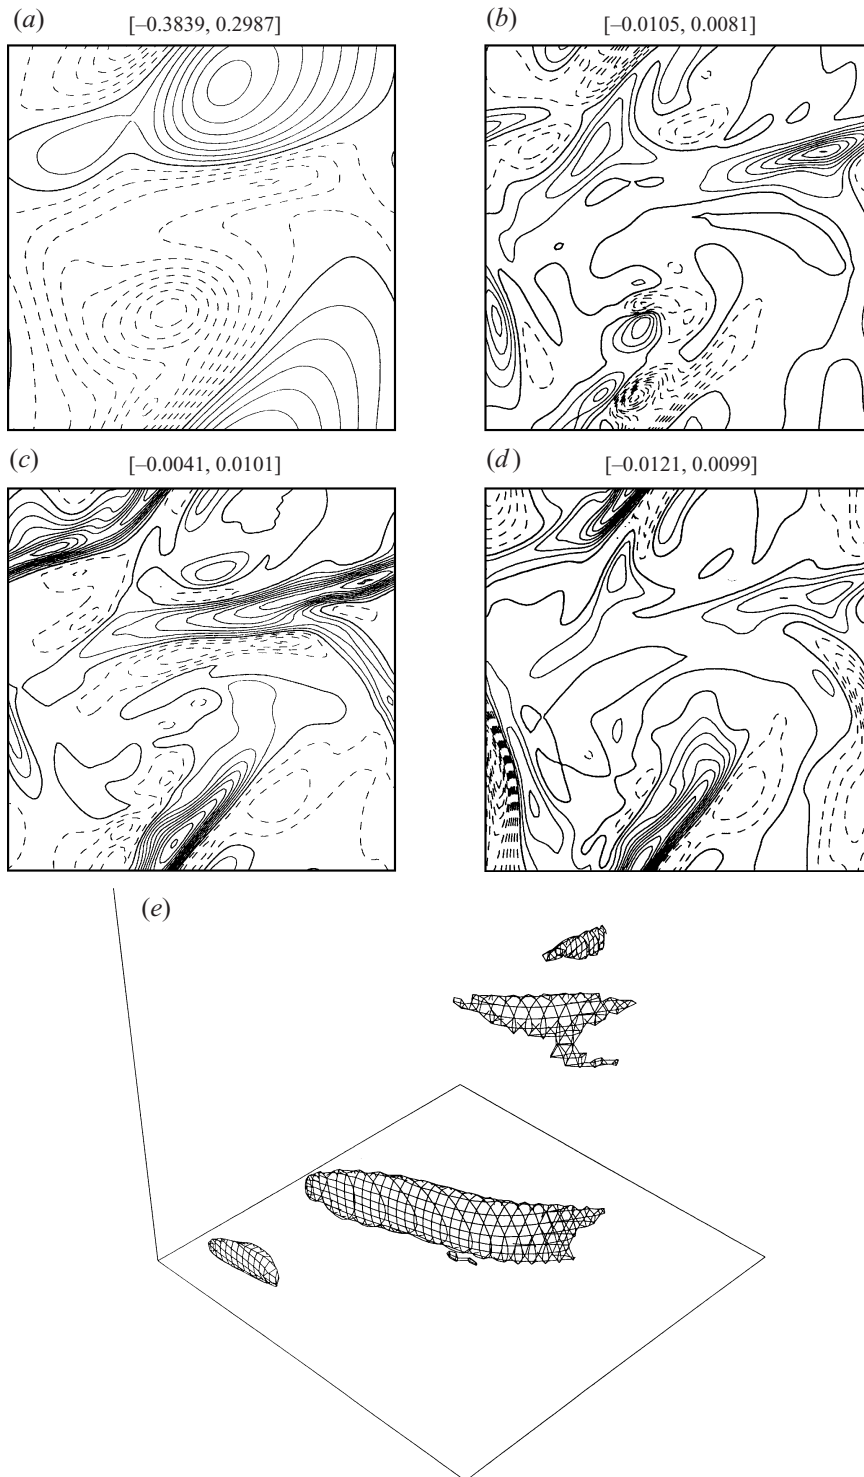 (a) [–0.3839, 0.2987]
(b) [–0.0105, 0.0081]
(c) [–0.0041, 0.0101]
(d) [–0.0121, 0.0099]
(e)